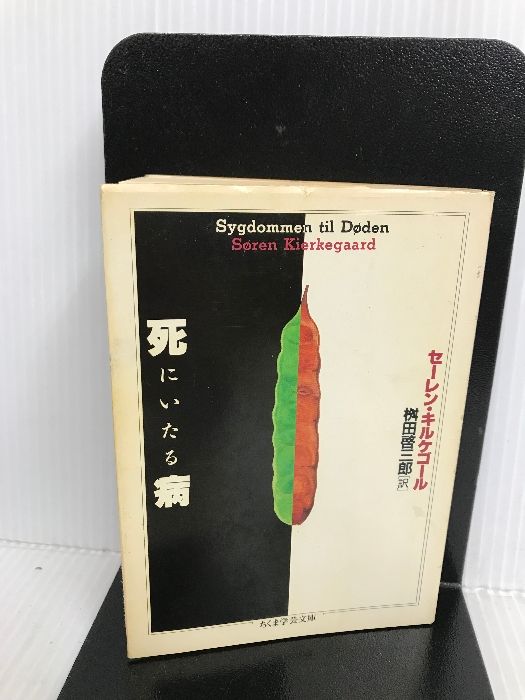 Sygdommen til Døden
Søren Kierkegaard
死にいたる病
セーレン・キルケゴール
桝田啓三郎[訳]
ちくま学芸文庫